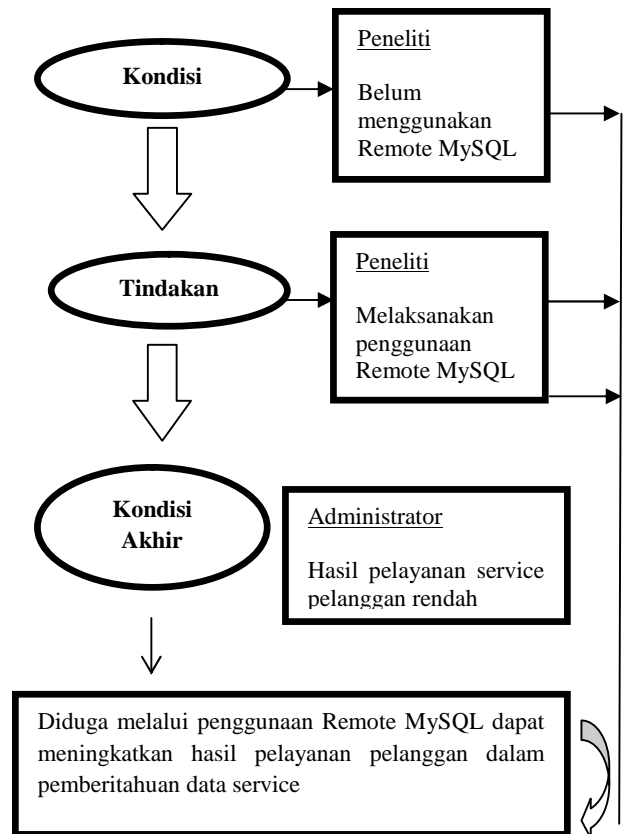 Kondisi
Peneliti
Belum
menggunakan
Remote MySQL
Tindakan
Peneliti
Melaksanakan
penggunaan
Remote MySQL
Kondisi
Akhir
Administrator
Hasil pelayanan service
pelanggan rendah
Diduga melalui penggunaan Remote MySQL dapat
meningkatkan hasil pelayanan pelanggan dalam
pemberitahuan data service